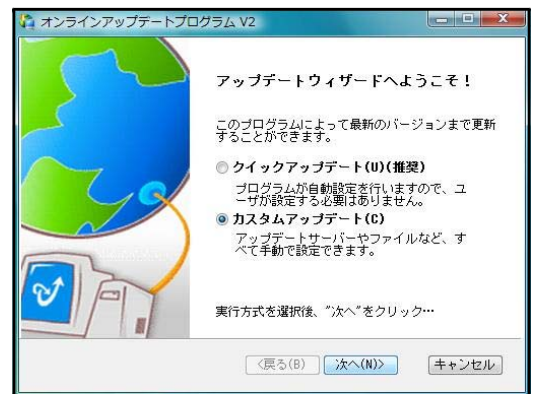 オンラインアップデートプログラム V2
アップデートウィザードへようこそ！
このプログラムによって最新のバージョンまで更新
することができます。
クイックアップデート(U)(推奨)
プログラムが自動設定を行いますので、ユ
ーザが設定する必要はありません。
カスタムアップデート(C)
アップデートサーバーやファイルなど、す
べて手動で設定できます。
実行方式を選択後、”次へ”をクリック…
<戻る(B)
次へ(N)>
キャンセル